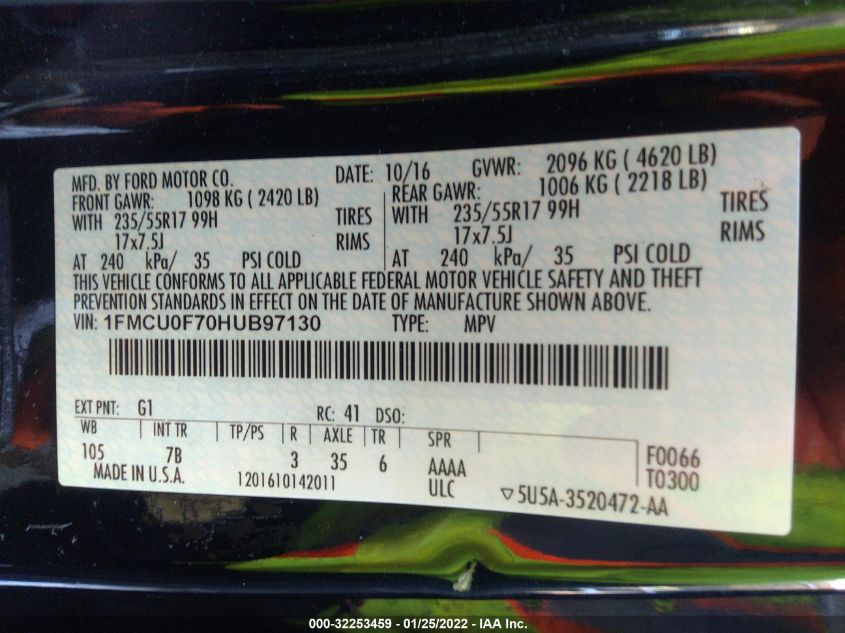 MFD. BY FORD MOTOR CO. DATE: 10/16 GVWR: 2096 KG ( 4620 LB)
FRONT GAWR: 1098 KG ( 2420 LB) REAR GAWR: 1006 KG ( 2218 LB)
WITH 235/55R17 99H TIRES WITH 235/55R17 99H TIRES
17x7.5J RIMS 17x7.5J RIMS
AT 240 kPa/ 35 PSI COLD AT 240 kPa/ 35 PSI COLD
THIS VEHICLE CONFORMS TO ALL APPLICABLE FEDERAL MOTOR VEHICLE SAFETY AND THEFT
PREVENTION STANDARDS IN EFFECT ON THE DATE OF MANUFACTURE SHOWN ABOVE.
VIN: 1FMCU0F70HUB97130 TYPE: MPV
EXT PNT: G1 RC: 41 DSO:
WB INT TR TP/PS R AXLE TR SPR
105 7B 3 35 6 AAAA F0066
MADE IN U.S.A. 1201610142011 ULC T0300
▽5U5A-3520472-AA
000-32253459 - 01/25/2022 - IAA Inc.